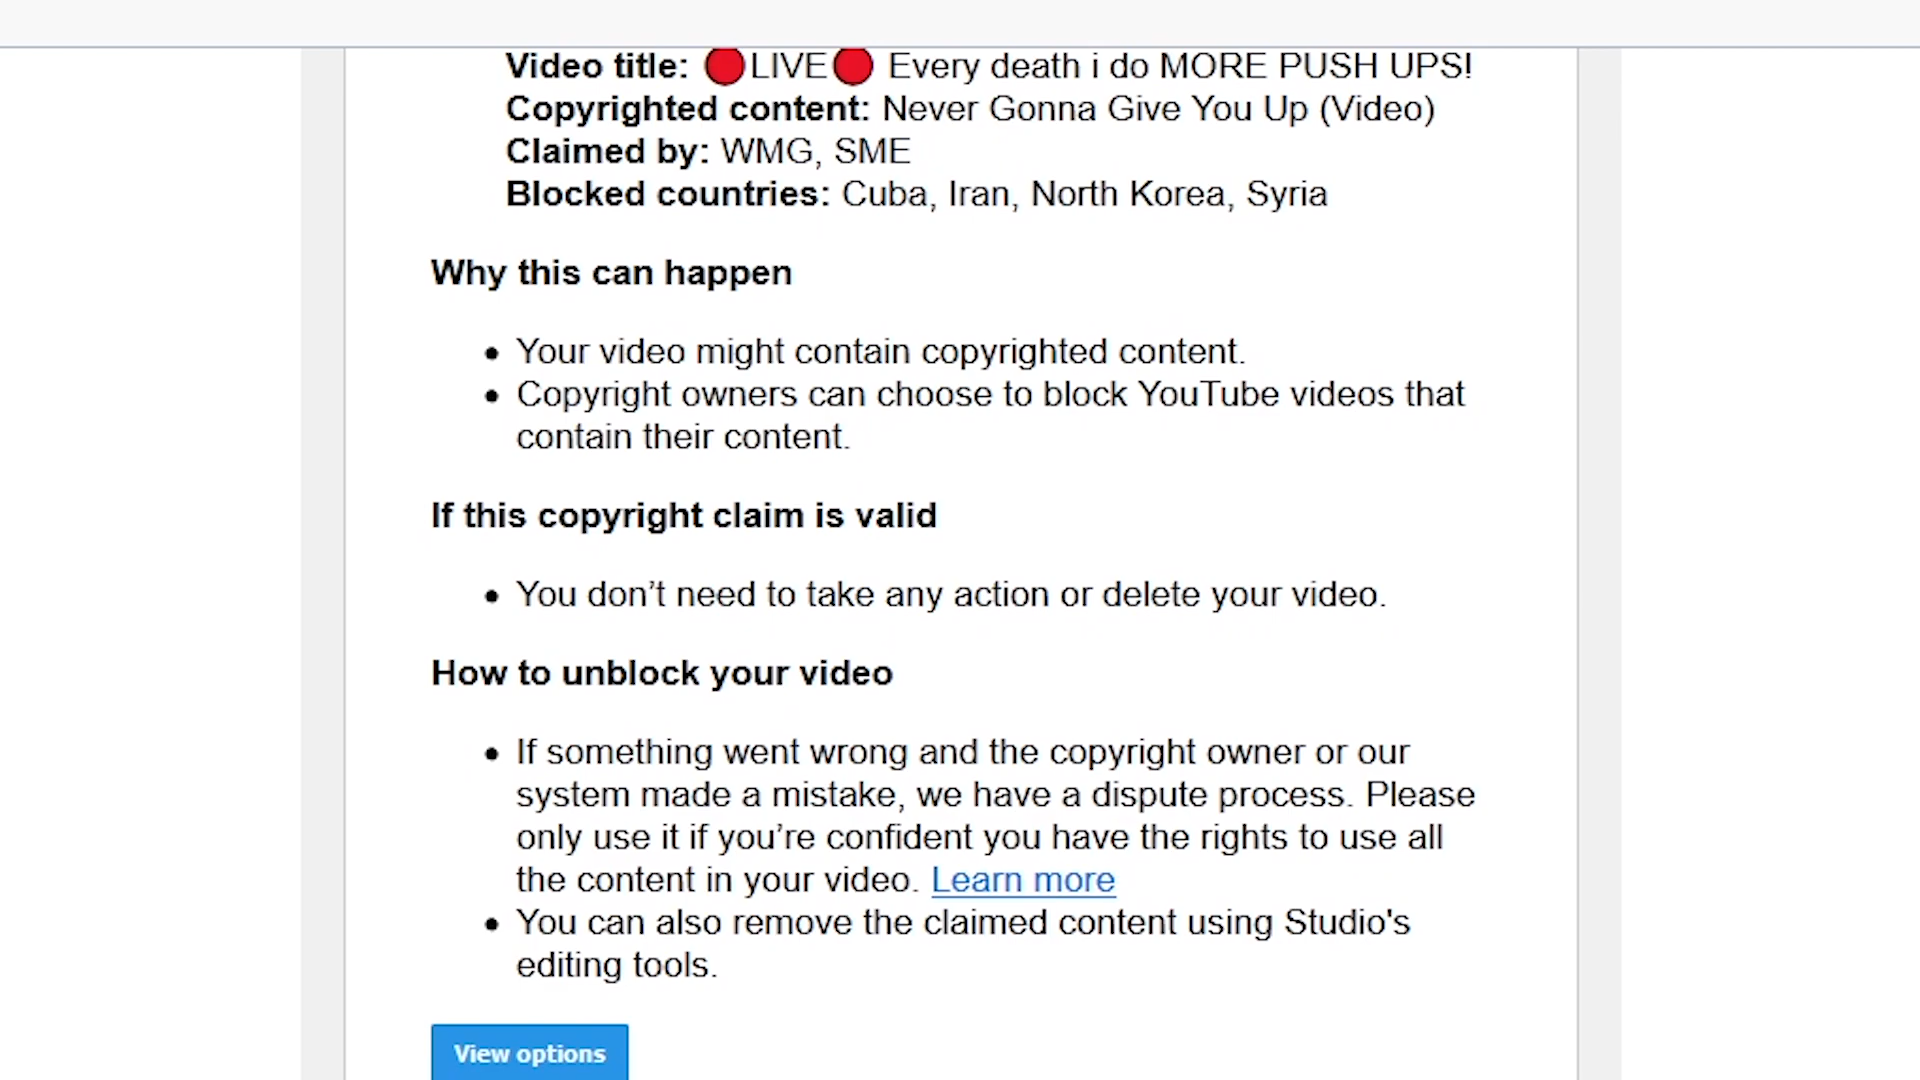 Video title: 🔴LIVE🔴 Every death i do MORE PUSH UPS!
Copyrighted content: Never Gonna Give You Up (Video)
Claimed by: WMG, SME
Blocked countries: Cuba, Iran, North Korea, Syria
Why this can happen
• Your video might contain copyrighted content.
• Copyright owners can choose to block YouTube videos that
contain their content.
If this copyright claim is valid
• You don’t need to take any action or delete your video.
How to unblock your video
• If something went wrong and the copyright owner or our
system made a mistake, we have a dispute process. Please
only use it if you’re confident you have the rights to use all
the content in your video. Learn more
• You can also remove the claimed content using Studio's
editing tools.
View options